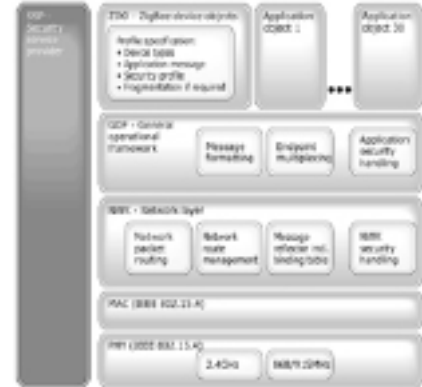 SSP -
Security
service
provider
ZDO - ZigBee device objects
Profile specification:
• Device types
• Application message
• Security profile
• Fragmentation if required
Application
object 1
•••
Application
object 30
GOF - General
operational
framework
Message
formatting
Endpoint
multiplexing
Application
security
handling
NWK - Network layer
Network
packet
routing
Network
route
management
Message
reflector incl.
binding table
NWK
security
handling
MAC (IEEE 802.15.4)
PHY (IEEE 802.15.4)
2.4GHz
868/915MHz